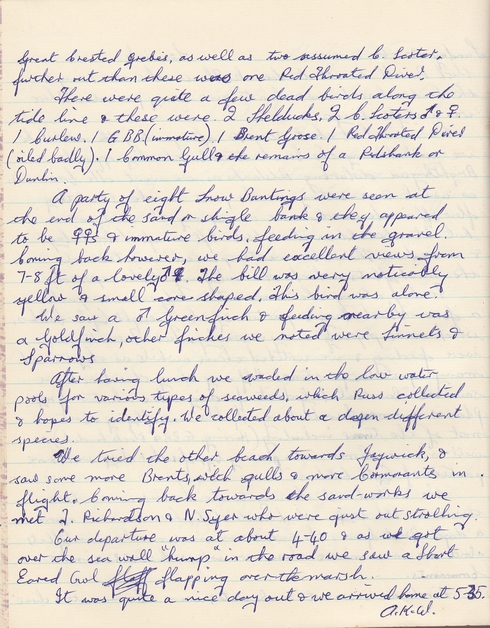 Great Crested Grebes, as well as two assumed C. Scoter,
further out than these was one Red Throated Diver.
There were quite a few dead birds along the
tide line & these were. 2 Shelducks, 2 C. Scoters ♂ & ♀.
1 Curlew. 1 G B B (immature). 1 Brent Goose. 1 Red Throated Diver
(oiled badly). 1 Common Gull & the remains of a Redshank or
Dunlin.
A party of eight Snow Buntings were seen at
the end of the sand or shigle bank & they appeared
to be ♀♀s & immature birds, feeding in the gravel.
Coming back however, we had excellent views from
7-8 ft of a lovely ♂. The bill was very noticably
yellow & small cone shaped. This bird was alone.
We saw a ♂ Greenfinch & feeding nearby was
a Goldfinch, other finches we noted were Linnets &
Sparrows
After having lunch we waded in the low water
pools for various types of seaweeds, which Russ collected
& hopes to identify. We collected about a dozen different
species.
We tried the other beach towards Jaywick, &
saw some more Brents, with gulls & more Cormorants in
flight. Coming back towards the sand-works we
met J. Richardson & N. Syer who were just out strolling.
Our departure was at about 4-40 & as we got
over the sea wall "hump" in the road we saw a Short
Eared Owl flapping over the marsh.
It was quite a nice day out & we arrived home at 5-35.
A.K.W.